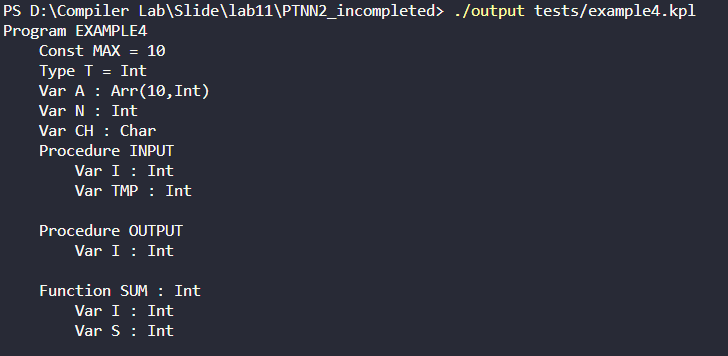 PS D:\Compiler Lab\Slide\lab11\PTNN2_incompleted> ./output tests/example4.kpl
Program EXAMPLE4
    Const MAX = 10
    Type T = Int
    Var A : Arr(10,Int)
    Var N : Int
    Var CH : Char
    Procedure INPUT
        Var I : Int
        Var TMP : Int

    Procedure OUTPUT
        Var I : Int

    Function SUM : Int
        Var I : Int
        Var S : Int